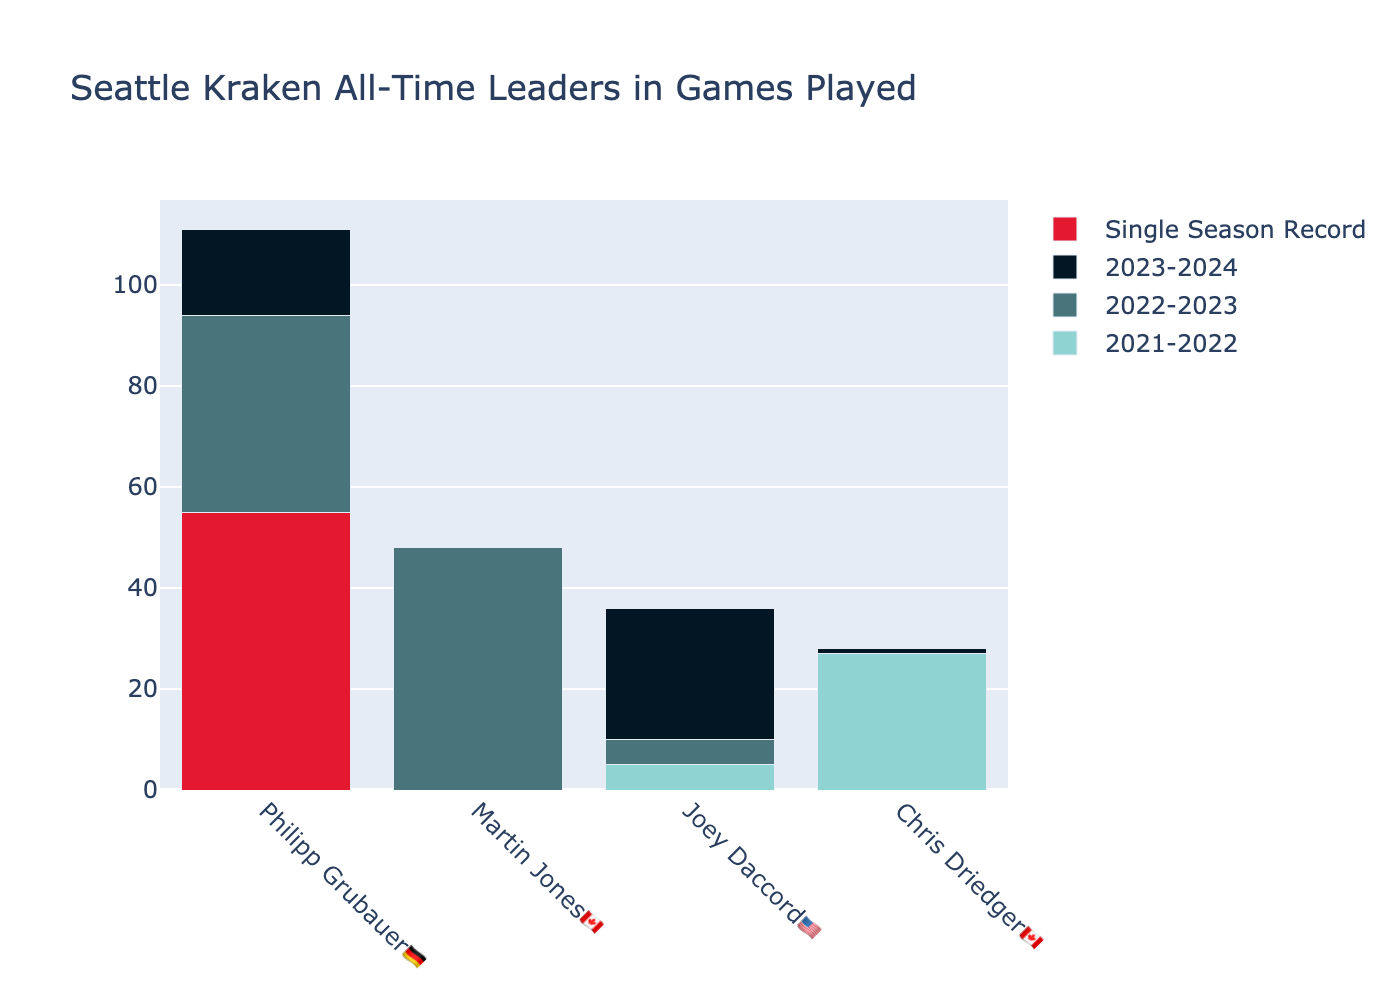 Seattle Kraken All-Time Leaders in Games Played
Single Season Record
2023-2024
2022-2023
2021-2022
100
80
60
40
20
0
Philipp Grubauer🇩🇪
Martin Jones🇨🇦
Joey Daccord🇺🇸
Chris Driedger🇨🇦